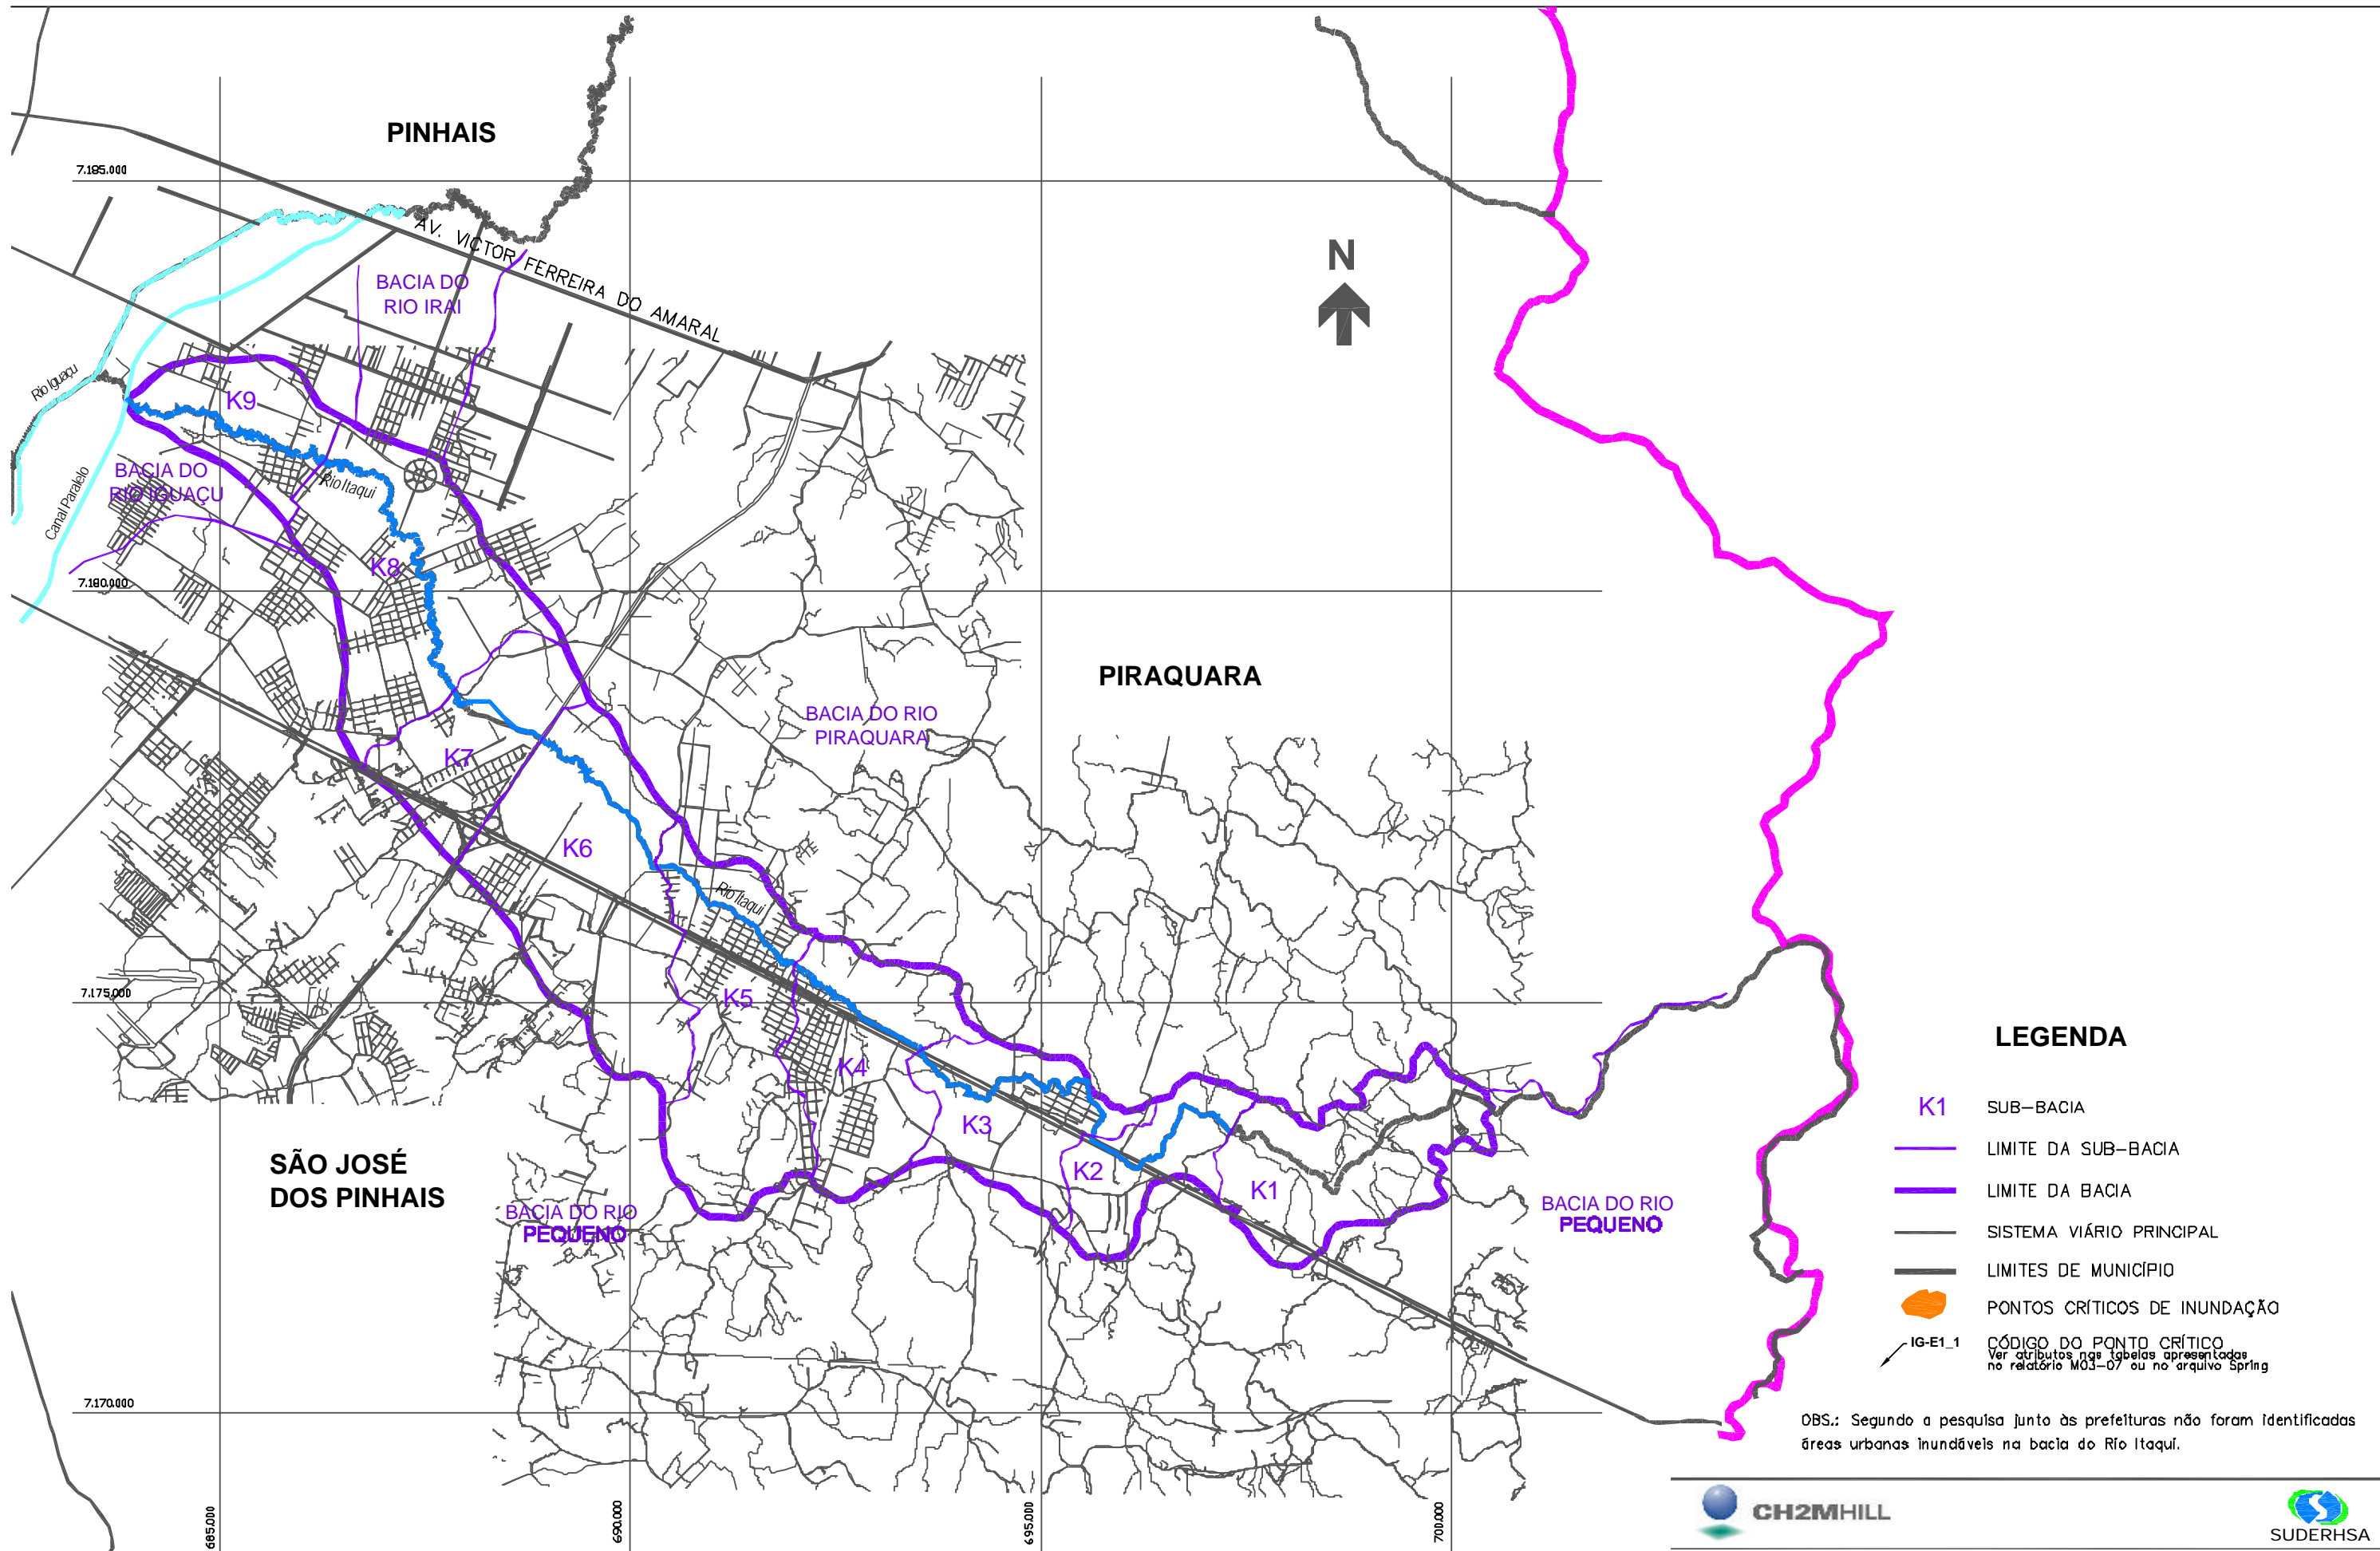 PINHAIS
7.185.000
AV. VICTOR FERREIRA DO AMARAL
N
BACIA DO
RIO IRAI
Rio Iguaçu
K9
BACIA DO
RIO IGUAÇU
Rio Itaqui
Canal Paralelo
K8
7.180.000
PIRAQUARA
BACIA DO RIO
PIRAQUARA
K7
K6
Rio Itaqui
7.175.000
K5
K4
K3
K2
K1
SÃO JOSÉ
DOS PINHAIS
BACIA DO RIO
PEQUENO
BACIA DO RIO
PEQUENO
7.170.000
685.000
690.000
695.000
700.000
LEGENDA
K1 SUB-BACIA
LIMITE DA SUB-BACIA
LIMITE DA BACIA
SISTEMA VIÁRIO PRINCIPAL
LIMITES DE MUNICÍPIO
PONTOS CRÍTICOS DE INUNDAÇÃO
IG-E1_1 CÓDIGO DO PONTO CRÍTICO
Ver atributos nas tabelas apresentadas
no relatório M03-07 ou no arquivo Spring
OBS.: Segundo a pesquisa junto às prefeituras não foram identificadas
áreas urbanas inundáveis na bacia do Rio Itaqui.
CH2MHILL
SUDERHSA